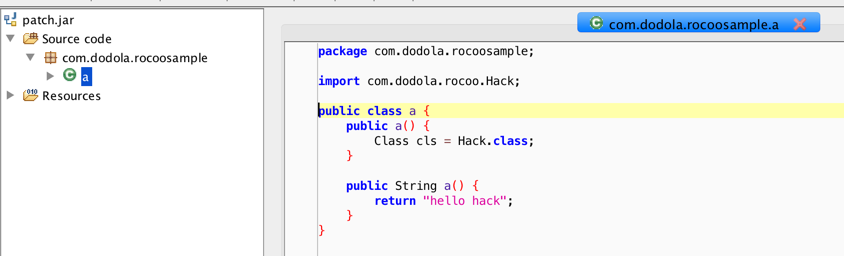 patch.jar
Source code
com.dodola.rocoosample
a
Resources
com.dodola.rocoosample.a
package com.dodola.rocoosample;
import com.dodola.rocoo.Hack;
public class a {
public a() {
Class cls = Hack.class;
}
public String a() {
return "hello hack";
}
}